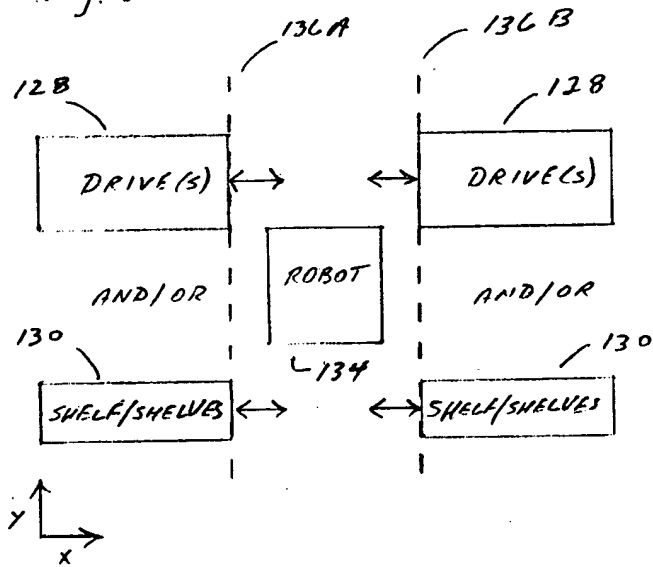 136A 136B
128 128
DRIVE(S) DRIVE(S)
ROBOT
AND/OR AND/OR
130 134 130
SHELF/SHELVES SHELF/SHELVES
Y
X